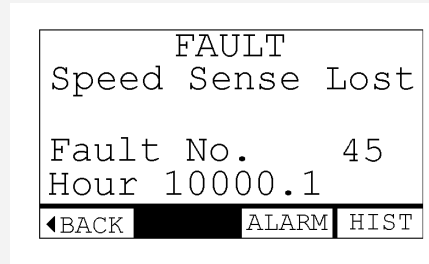 FAULT
Speed Sense Lost
Fault No. 45
Hour 10000.1
◀BACK ALARM HIST